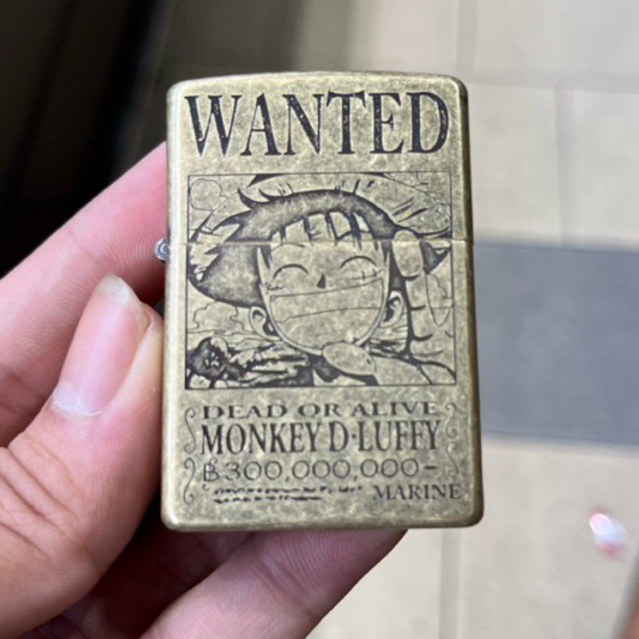 WANTED
DEAD OR ALIVE
MONKEY D·LUFFY
฿300,000,000-
MARINE